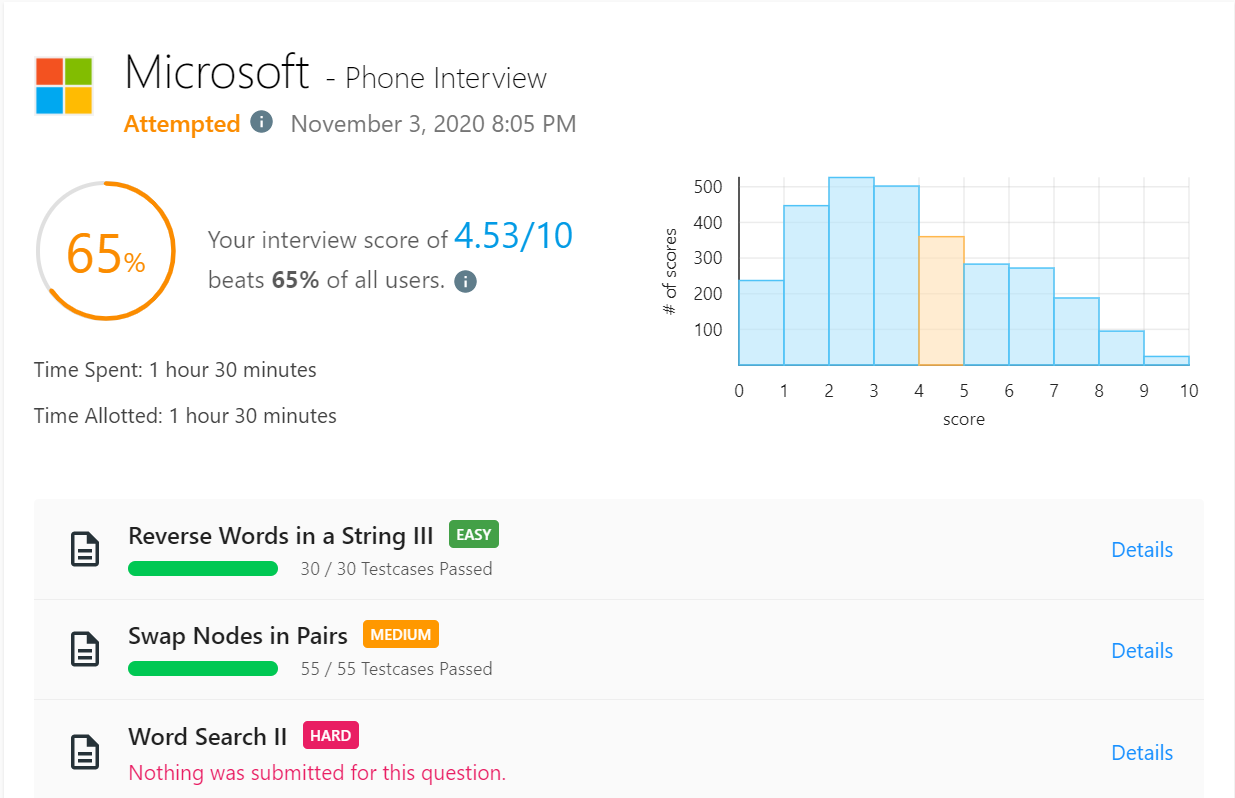 Microsoft - Phone Interview
Attempted i November 3, 2020 8:05 PM
65%
Your interview score of 4.53/10
beats 65% of all users. i
Time Spent: 1 hour 30 minutes
Time Allotted: 1 hour 30 minutes
# of scores
500
400
300
200
100
0 1 2 3 4 5 6 7 8 9 10
score
Reverse Words in a String III EASY
30 / 30 Testcases Passed
Details
Swap Nodes in Pairs MEDIUM
55 / 55 Testcases Passed
Details
Word Search II HARD
Nothing was submitted for this question.
Details